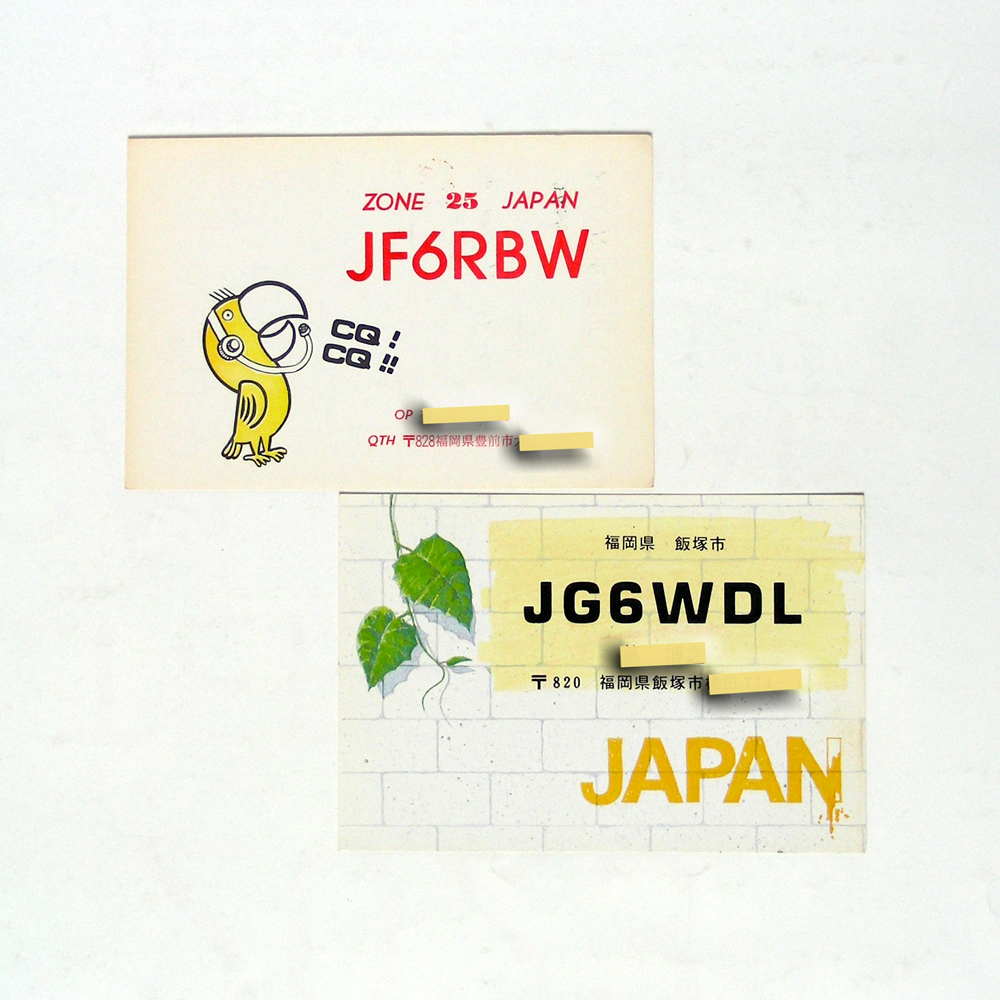 ZONE 25 JAPAN
JF6RBW
CQ!
CQ!!
OP
QTH 〒828福岡県豊前市
福岡県 飯塚市
JG6WDL
〒820 福岡県飯塚市
JAPAN